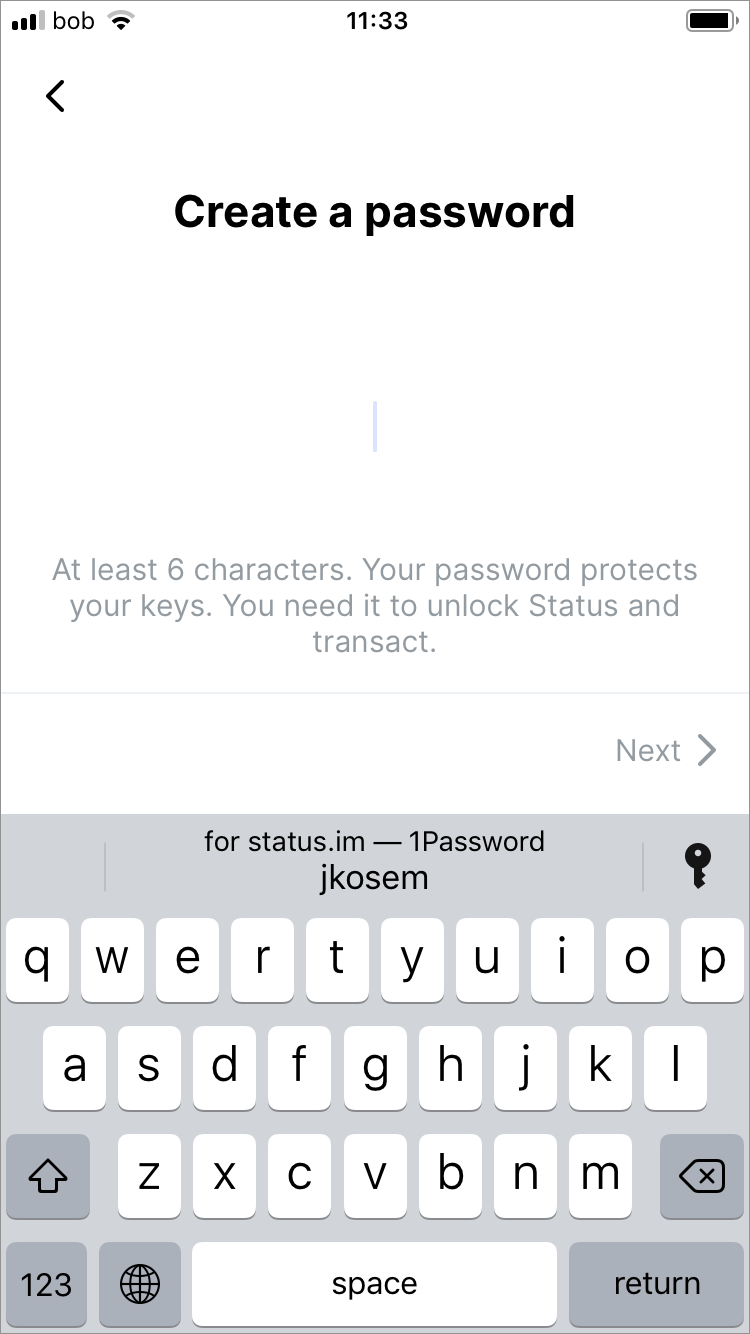 bob 11:33
Create a password
At least 6 characters. Your password protects
your keys. You need it to unlock Status and
transact.
Next
for status.im — 1Password
jkosem
q w e r t y u i o p
a s d f g h j k l
z x c v b n m
123 space return